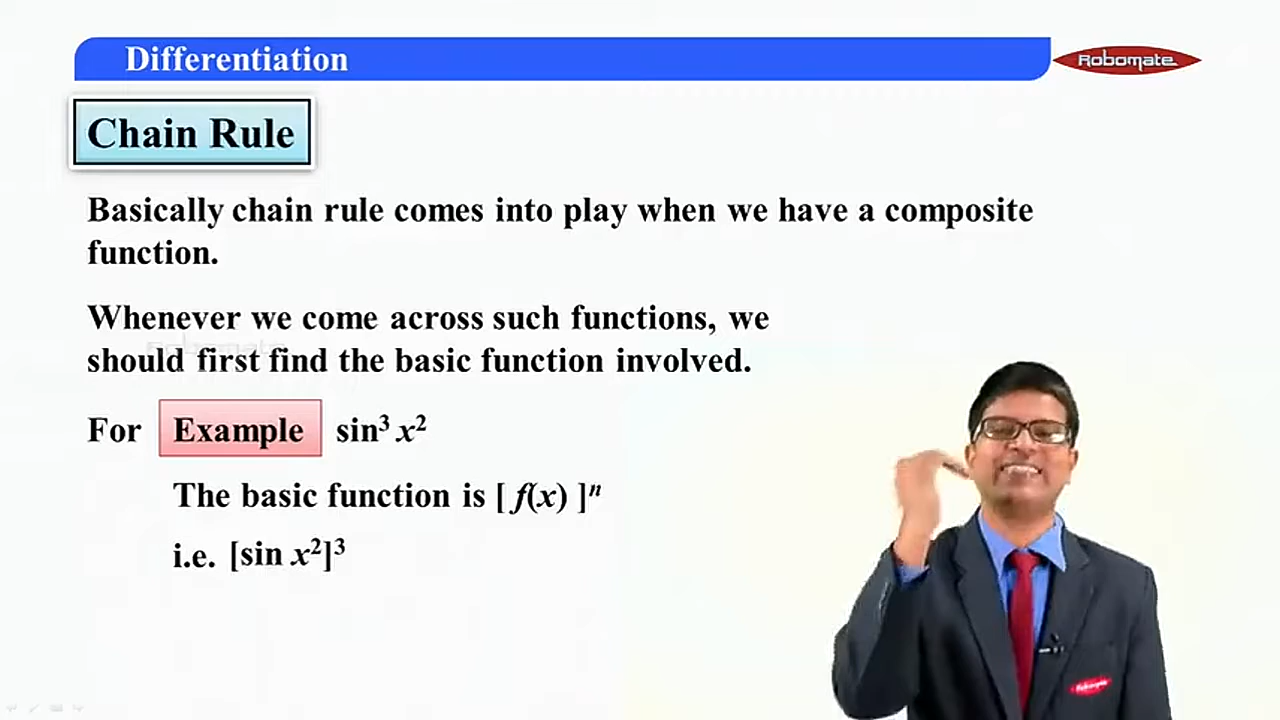 Differentiation
Robomate
Chain Rule
Basically chain rule comes into play when we have a composite
function.
Whenever we come across such functions, we
should first find the basic function involved.
Robomate
For Example sin³ x²
The basic function is [ f(x) ]ⁿ
i.e. [sin x²]³
Robomate